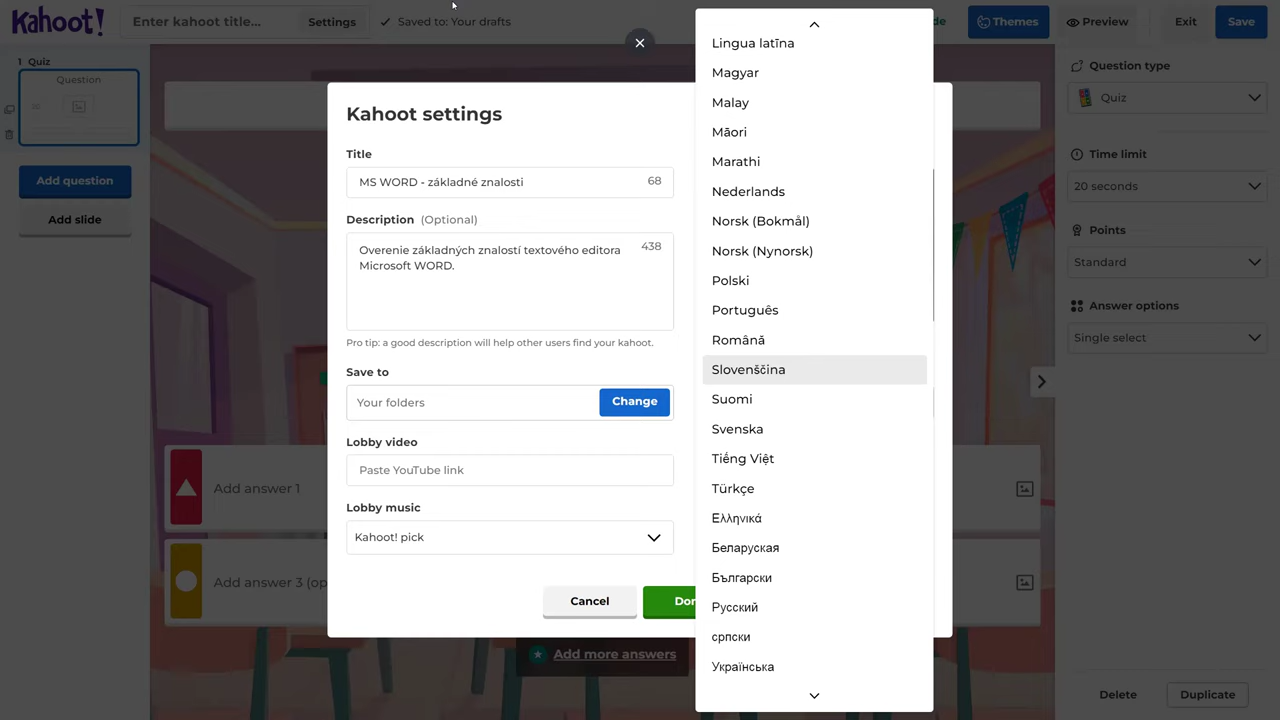 Kahoot!
Enter kahoot title...
Settings
Saved to: Your drafts
Themes
Preview
Exit
Save
1 Quiz
Question
Add question
Add slide
Kahoot settings
Title
MS WORD - základné znalosti
68
Description (Optional)
Overenie základných znalostí textového editora
Microsoft WORD.
438
Pro tip: a good description will help other users find your kahoot.
Save to
Your folders
Change
Lobby video
Paste YouTube link
Lobby music
Kahoot! pick
Cancel
Add answer 1
Add answer 3
Add more answers
Lingua latīna
Magyar
Malay
Māori
Marathi
Nederlands
Norsk (Bokmål)
Norsk (Nynorsk)
Polski
Português
Română
Slovenščina
Suomi
Svenska
Tiếng Việt
Türkçe
Ελληνικά
Беларуская
Български
Русский
српски
Українська
Question type
Quiz
Time limit
20 seconds
Points
Standard
Answer options
Single select
Delete
Duplicate